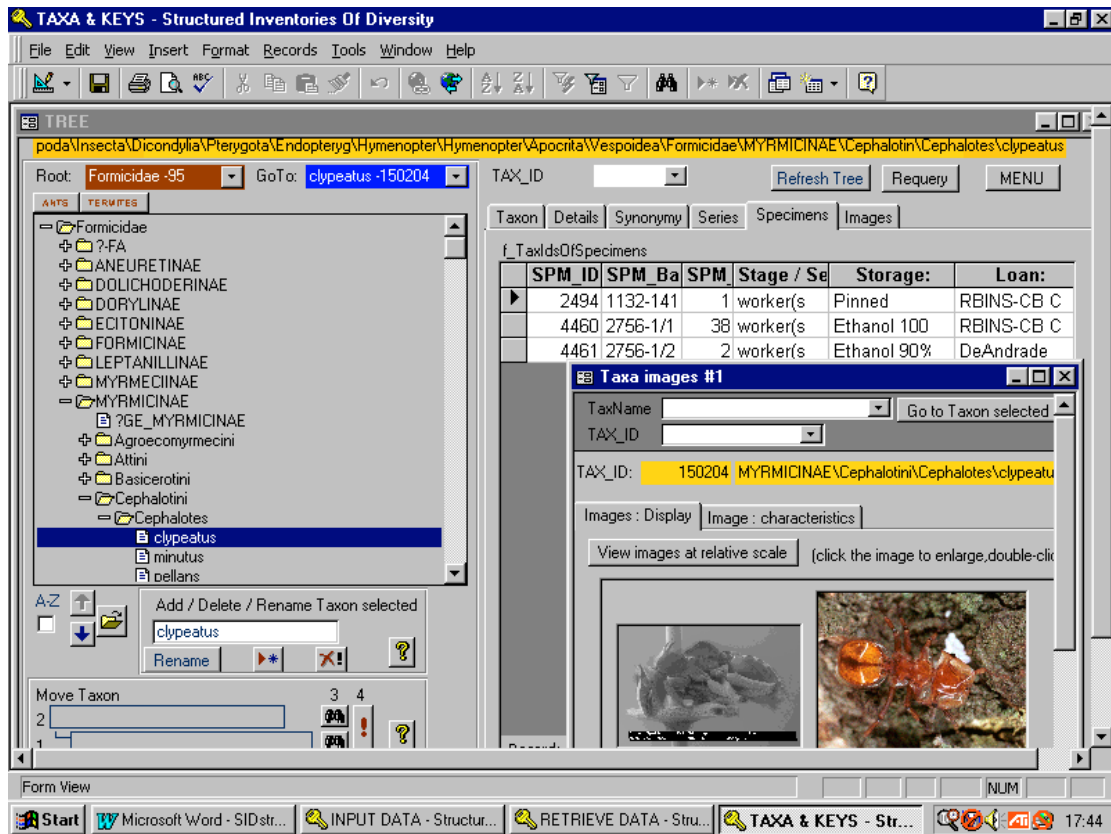 TAXA & KEYS - Structured Inventories Of Diversity
File Edit View Insert Format Records Tools Window Help
TREE
poda\Insecta\Dicondylia\Pterygota\Endopteryg\Hymenopter\Hymenopter\Apocrita\Vespoidea\Formicidae\MYRMICINAE\Cephalotin\Cephalotes\clypeatus
Root: Formicidae -95 GoTo: clypeatus -150204 TAX_ID Refresh Tree Requery MENU
ANTS TERMITES
Taxon Details Synonymy Series Specimens Images
Formicidae
?-FA
ANEURETINAE
DOLICHODERINAE
DORYLINAE
ECITONINAE
FORMICINAE
LEPTANILLINAE
MYRMECIINAE
MYRMICINAE
?GE_MYRMICINAE
Agroecomyrmecini
Attini
Basicerotini
Cephalotini
Cephalotes
clypeatus
minutus
pellans
f_TaxIdsOfSpecimens
SPM_ID SPM_Ba SPM_ Stage / Se Storage: Loan:
2494 1132-141 1 worker(s Pinned RBINS-CB C
4460 2756-1/1 38 worker(s Ethanol 100 RBINS-CB C
4461 2756-1/2 2 worker(s Ethanol 90% DeAndrade
Taxa images #1
TaxName Go to Taxon selected
TAX_ID
TAX_ID: 150204 MYRMICINAE\Cephalotini\Cephalotes\clypeatu
Images : Display Image : characteristics
View images at relative scale (click the image to enlarge,double-clic
A-Z Add / Delete / Rename Taxon selected
clypeatus
Rename
Move Taxon 3 4
2
1
Form View NUM
Start Microsoft Word - SIDstr... INPUT DATA - Structur... RETRIEVE DATA - Stru... TAXA & KEYS - Str... 17:44